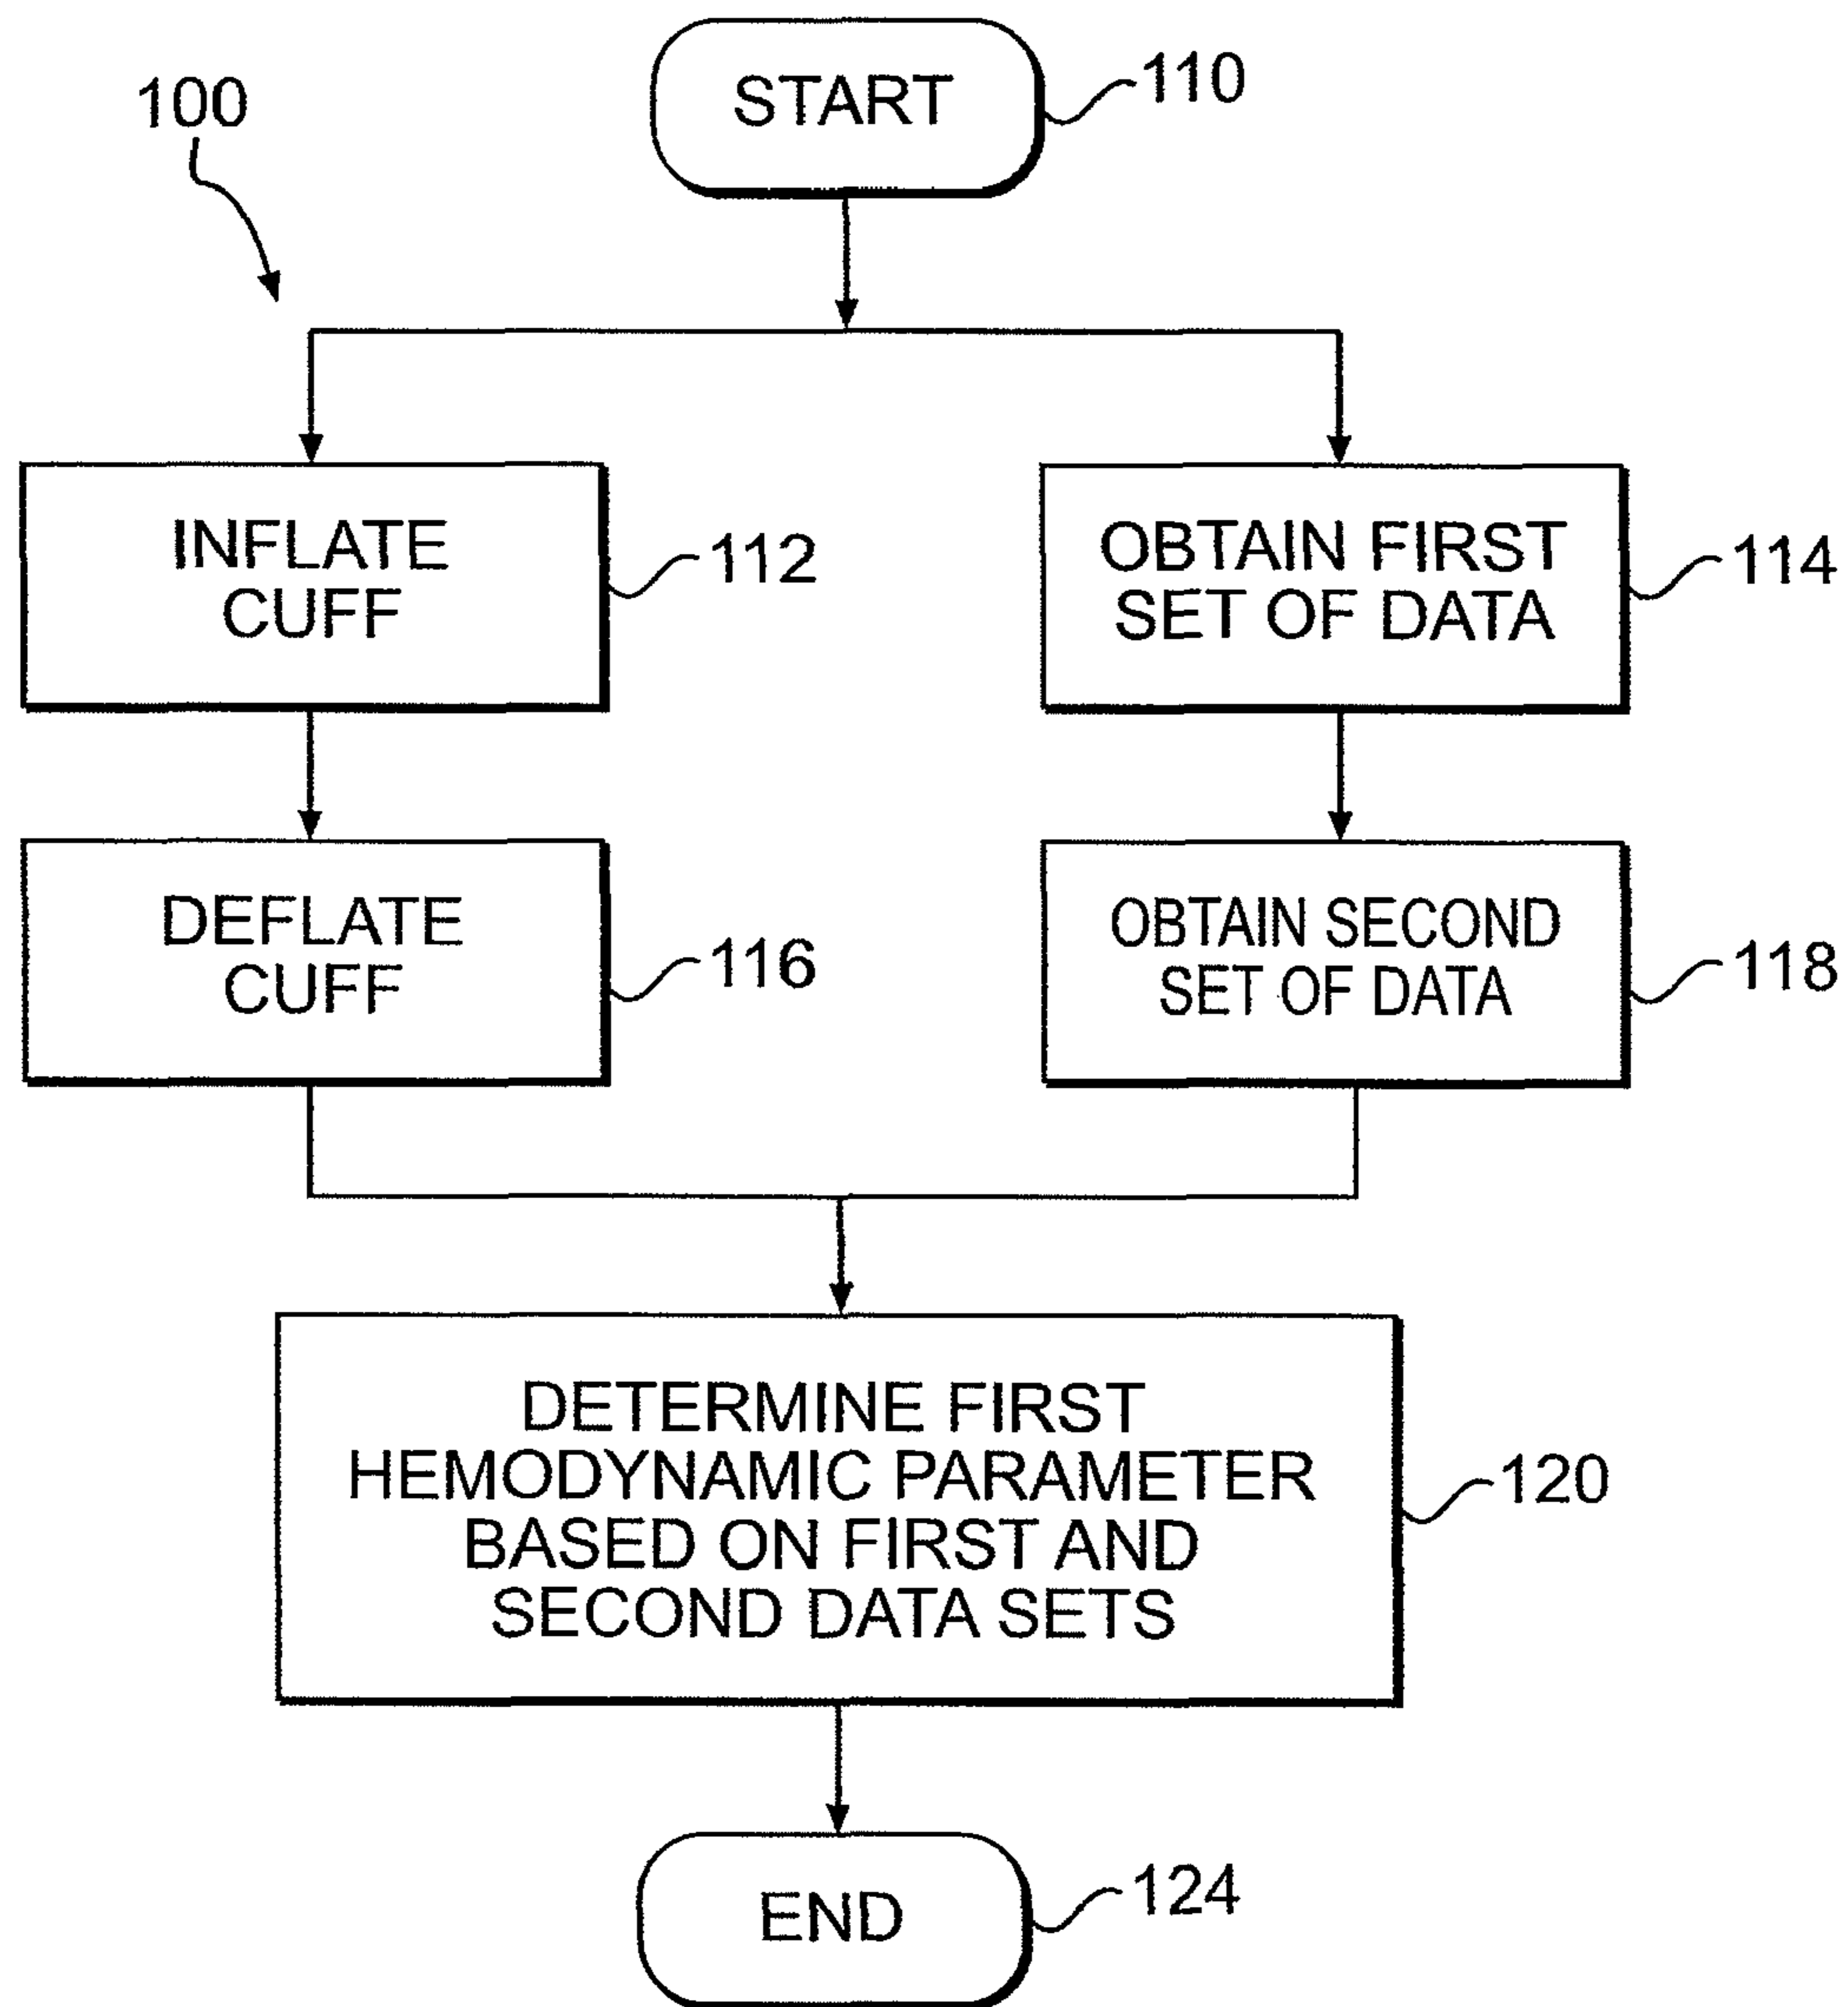 100
START
110
INFLATE
CUFF
112
OBTAIN FIRST
SET OF DATA
114
DEFLATE
CUFF
116
OBTAIN SECOND
SET OF DATA
118
DETERMINE FIRST
HEMODYNAMIC PARAMETER
BASED ON FIRST AND
SECOND DATA SETS
120
END
124